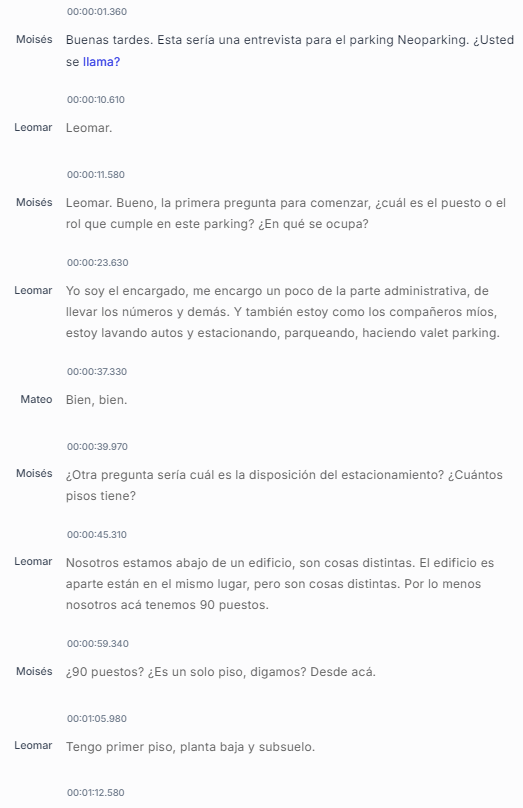 00:00:01.360
Moisés Buenas tardes. Esta sería una entrevista para el parking Neoparking. ¿Usted
se llama?
00:00:10.610
Leomar Leomar.
00:00:11.580
Moisés Leomar. Bueno, la primera pregunta para comenzar, ¿cuál es el puesto o el
rol que cumple en este parking? ¿En qué se ocupa?
00:00:23.630
Leomar Yo soy el encargado, me encargo un poco de la parte administrativa, de
llevar los números y demás. Y también estoy como los compañeros míos,
estoy lavando autos y estacionando, parqueando, haciendo valet parking.
00:00:37.330
Mateo Bien, bien.
00:00:39.970
Moisés ¿Otra pregunta sería cuál es la disposición del estacionamiento? ¿Cuántos
pisos tiene?
00:00:45.310
Leomar Nosotros estamos abajo de un edificio, son cosas distintas. El edificio es
aparte están en el mismo lugar, pero son cosas distintas. Por lo menos
nosotros acá tenemos 90 puestos.
00:00:59.340
Moisés ¿90 puestos? ¿Es un solo piso, digamos? Desde acá.
00:01:05.980
Leomar Tengo primer piso, planta baja y subsuelo.
00:01:12.580